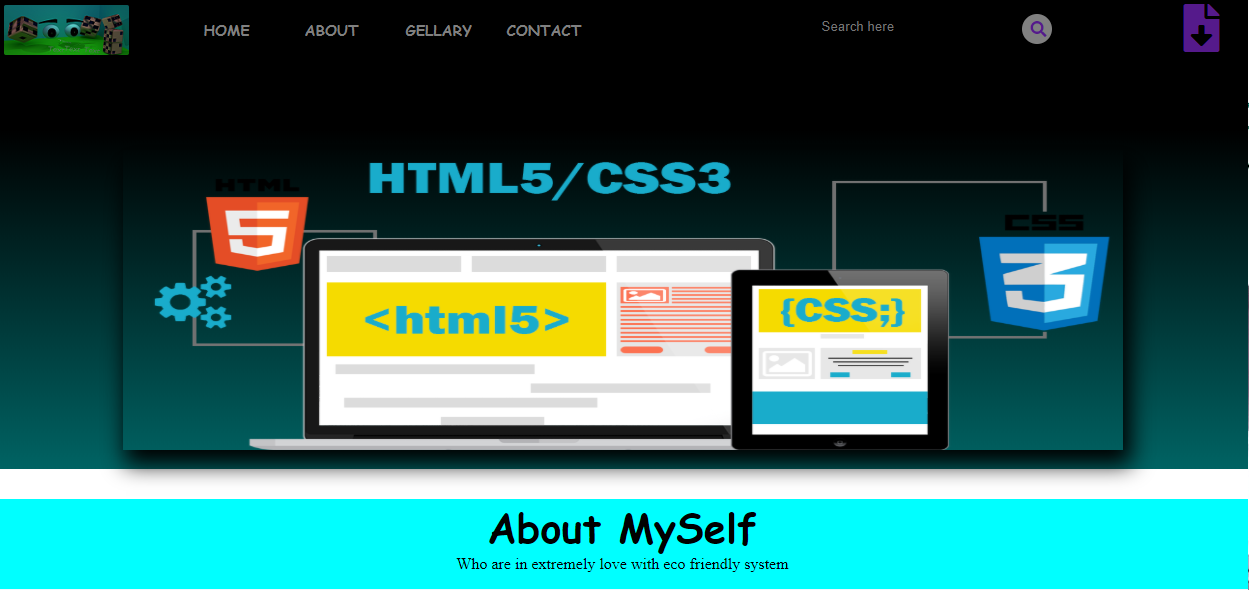 HOME ABOUT GELLARY CONTACT Search here
HTML5/CSS3
HTML
5
CSS
3
<html5>
{CSS;}
About MySelf
Who are in extremely love with eco friendly system